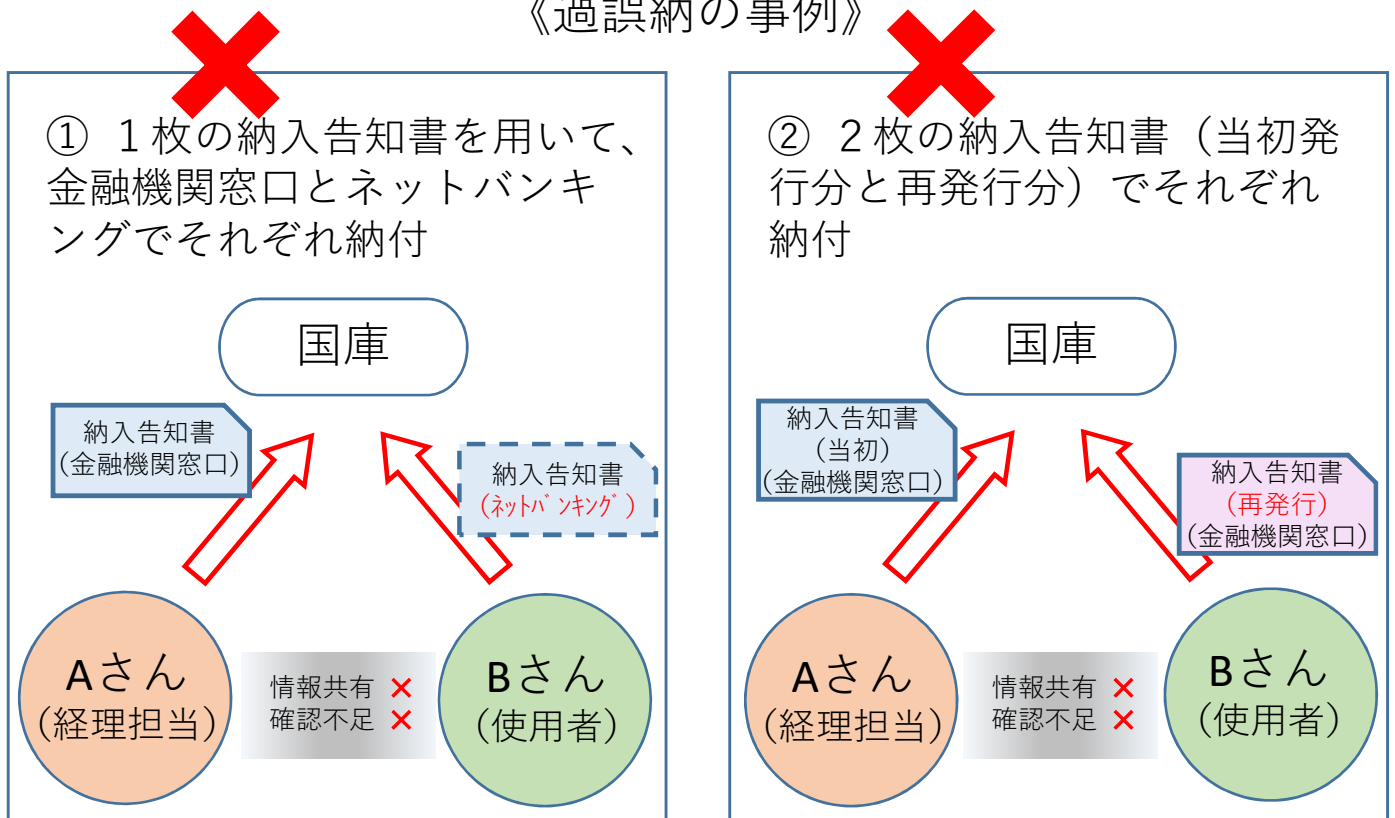 《過誤納の事例》
① １枚の納入告知書を用いて、
金融機関窓口とネットバンキ
ングでそれぞれ納付
国庫
納入告知書
(金融機関窓口)
納入告知書
(ﾈｯﾄﾊﾞﾝｷﾝｸﾞ)
Aさん
(経理担当)
情報共有 ×
確認不足 ×
Bさん
(使用者)
② ２枚の納入告知書（当初発
行分と再発行分）でそれぞれ
納付
国庫
納入告知書
(当初)
(金融機関窓口)
納入告知書
(再発行)
(金融機関窓口)
Aさん
(経理担当)
情報共有 ×
確認不足 ×
Bさん
(使用者)